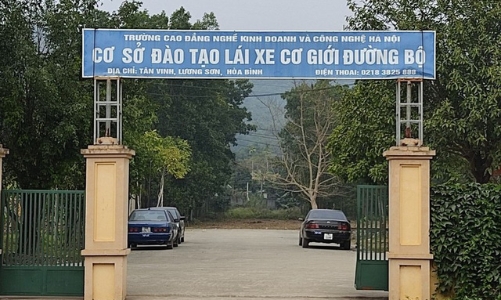 TRƯỜNG CAO ĐẲNG NGHỀ KINH DOANH VÀ CÔNG NGHỆ HÀ NỘI
CƠ SỞ ĐÀO TẠO LÁI XE CƠ GIỚI ĐƯỜNG BỘ
ĐỊA CHỈ: TÂN VINH, LƯƠNG SƠN, HÒA BÌNH ĐIỆN THOẠI: 0218 3825 888